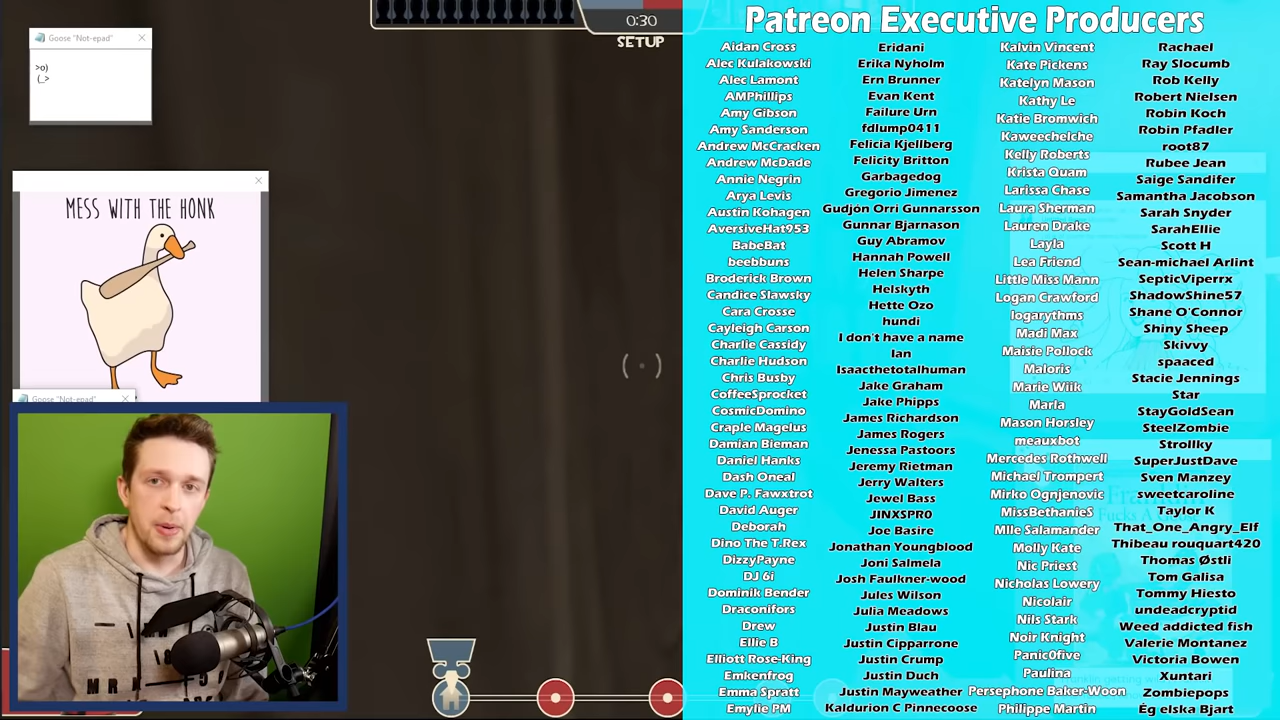 Goose "Not-epad"
>o)
(_>
MESS WITH THE HONK
Goose "Not-epad"
0:30
SETUP
Patreon Executive Producers
Aidan Cross
Alec Kulakowski
Alec Lamont
AMPhillips
Amy Gibson
Amy Sanderson
Andrew McCracken
Andrew McDade
Annie Negrin
Arya Levis
Austin Kohagen
AversiveHat953
BabeBat
beebbuns
Broderick Brown
Candice Slawsky
Cara Crosse
Cayleigh Carson
Charlie Cassidy
Charlie Hudson
Chris Busby
CoffeeSprocket
CosmicDomino
Craple Magelus
Damian Bieman
Daniel Hanks
Dash Oneal
Dave P. Fawxtrot
David Auger
Deborah
Dino The T.Rex
DizzyPayne
DJ 6i
Dominik Bender
Draconifors
Drew
Ellie B
Elliott Rose-King
Emkenfrog
Emma Spratt
Emylie PM
Eridani
Erika Nyholm
Ern Brunner
Evan Kent
Failure Urn
fdlump0411
Felicia Kjellberg
Felicity Britton
Garbagedog
Gregorio Jimenez
Gudjón Orri Gunnarsson
Gunnar Bjarnason
Guy Abramov
Hannah Powell
Helen Sharpe
Helskyth
Hette Ozo
hundi
I don't have a name
Ian
Isaacthetotalhuman
Jake Graham
Jake Phipps
James Richardson
James Rogers
Jenessa Pastoors
Jeremy Rietman
Jerry Walters
Jewel Bass
JINXSPR0
Joe Basire
Jonathan Youngblood
Joni Salmela
Josh Faulkner-wood
Jules Wilson
Julia Meadows
Justin Blau
Justin Cipparrone
Justin Crump
Justin Duch
Justin Mayweather
Kaldurion C Pinnecoose
Kalvin Vincent
Kate Pickens
Katelyn Mason
Kathy Le
Katie Bromwich
Kaweechelche
Kelly Roberts
Krista Quam
Larissa Chase
Laura Sherman
Lauren Drake
Layla
Lea Friend
Little Miss Mann
Logan Crawford
logarythms
Madi Max
Maisie Pollock
Maloris
Marie Wiik
Marla
Mason Horsley
meauxbot
Mercedes Rothwell
Michael Trompert
Mirko Ognjenovic
MissBethanieS
Mlle Salamander
Molly Kate
Nic Priest
Nicholas Lowery
Nicolair
Nils Stark
Noir Knight
Panic0five
Paulina
Persephone Baker-Woon
Philippe Martin
Rachael
Ray Slocumb
Rob Kelly
Robert Nielsen
Robin Koch
Robin Pfadler
root87
Rubee Jean
Saige Sandifer
Samantha Jacobson
Sarah Snyder
SarahEllie
Scott H
Sean-michael Arlint
SepticViperrx
ShadowShine57
Shane O'Connor
Shiny Sheep
Skivvy
spaaced
Stacie Jennings
Star
StayGoldSean
SteelZombie
Strollky
SuperJustDave
Sven Manzey
sweetcaroline
Taylor K
That_One_Angry_Elf
Thibeau rouquart420
Thomas Østli
Tom Galisa
Tommy Hiesto
undeadcryptid
Weed addicted fish
Valerie Montanez
Victoria Bowen
Xuntari
Zombiepops
Ég elska Bjart